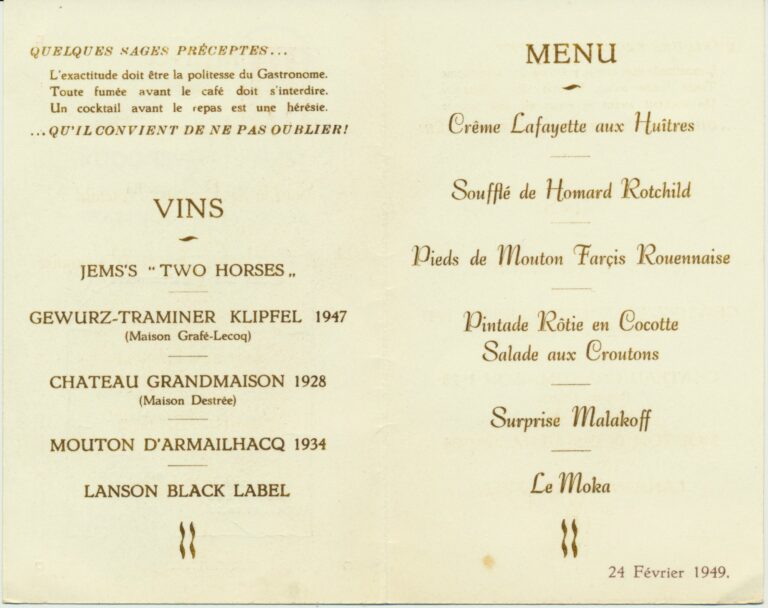 QUELQUES SAGES PRÉCEPTES...
L'exactitude doit être la politesse du Gastronome.
Toute fumée avant le café doit s'interdire.
Un cocktail avant le repas est une hérésie.
...QU'IL CONVIENT DE NE PAS OUBLIER!
VINS
JEMS'S "TWO HORSES„
GEWURZ-TRAMINER KLIPFEL 1947
(Maison Grafé-Lecoq)
CHATEAU GRANDMAISON 1928
(Maison Destrée)
MOUTON D'ARMAILHACQ 1934
LANSON BLACK LABEL
MENU
Crême Lafayette aux Huîtres
Soufflé de Homard Rotchild
Pieds de Mouton Farçis Rouennaise
Pintade Rôtie en Cocotte
Salade aux Croutons
Surprise Malakoff
Le Moka
24 Février 1949.